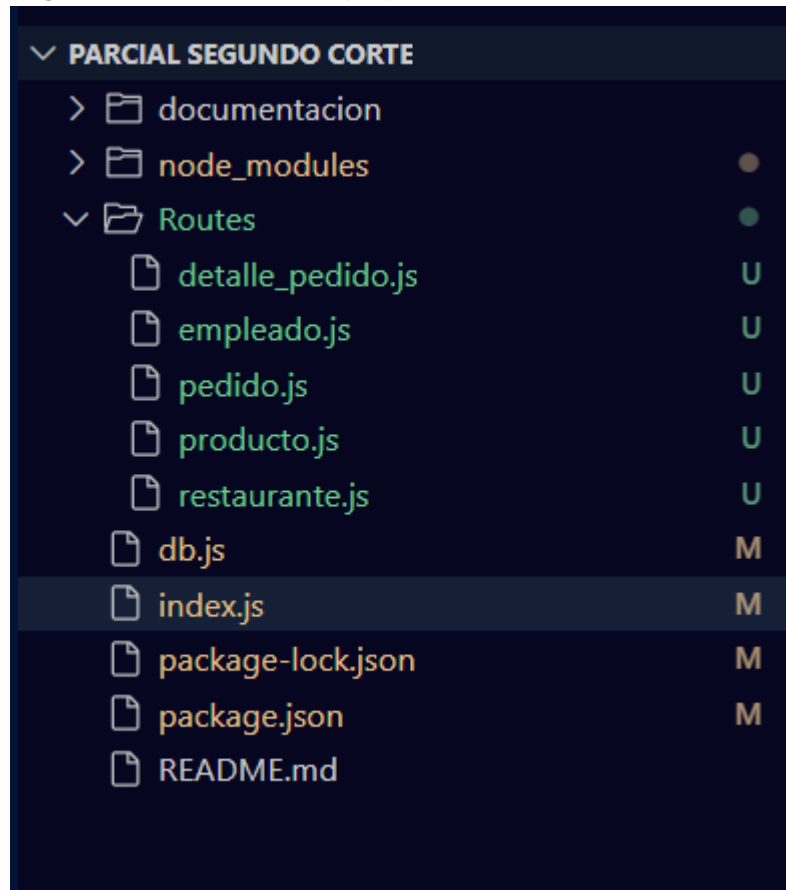 PARCIAL SEGUNDO CORTE
documentacion
node_modules
Routes
detalle_pedido.js U
empleado.js U
pedido.js U
producto.js U
restaurante.js U
db.js M
index.js M
package-lock.json M
package.json M
README.md